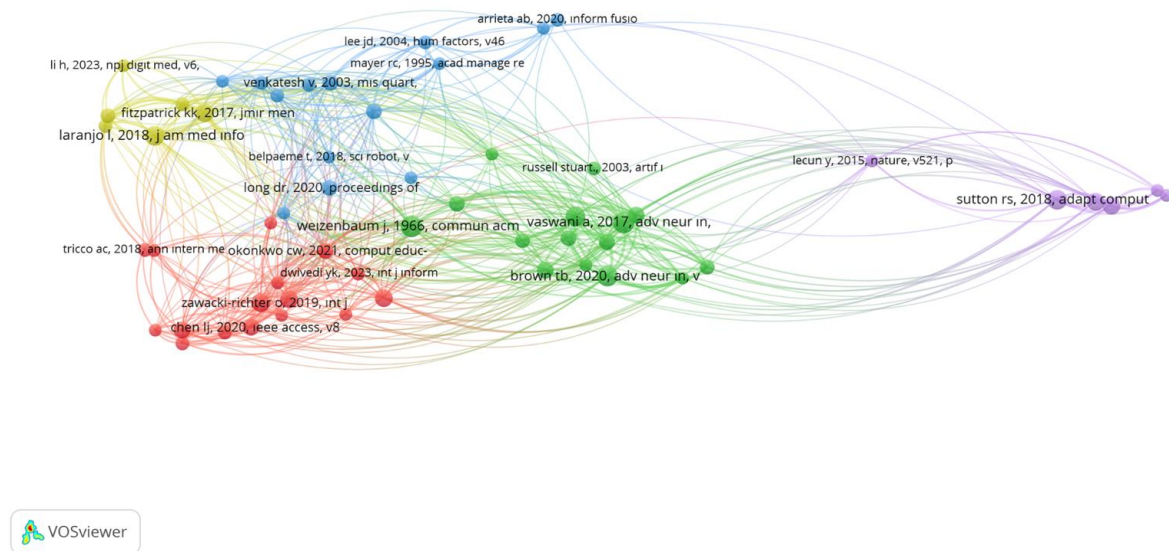 arrieta ab, 2020, inform fusio
lee jd, 2004, hum factors, v46
li h, 2023, npj digit med, v6,
mayer rc, 1995, acad manage re
venkatesh v, 2003, mis quart,
fitzpatrick kk, 2017, jmir men
laranjo l, 2018, j am med info
belpaeme t, 2018, sci robot, v
lecun y, 2015, nature, v521, p
russell stuart., 2003, artif i
long dr, 2020, proceedings of
sutton rs, 2018, adapt comput
weizenbaum j, 1966, commun acm
vaswani a, 2017, adv neur in,
tricco ac, 2018, ann intern me
okonkwo cw, 2021, comput educ-
dwivedi yk, 2023, int j inform
brown tb, 2020, adv neur in, v
zawacki-richter o, 2019, int j
chen lj, 2020, ieee access, v8
VOSviewer